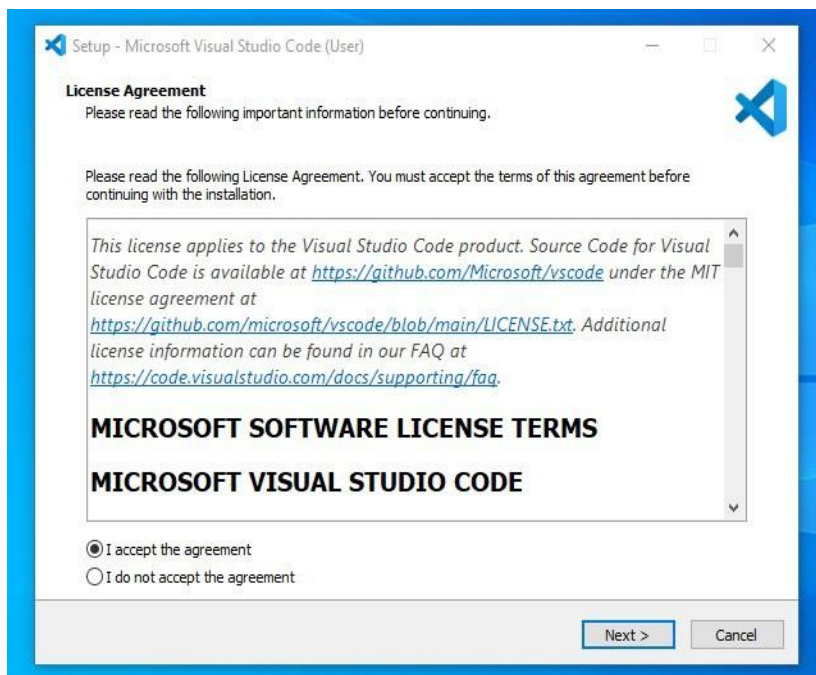 Setup - Microsoft Visual Studio Code (User)
License Agreement
Please read the following important information before continuing.
Please read the following License Agreement. You must accept the terms of this agreement before
continuing with the installation.
This license applies to the Visual Studio Code product. Source Code for Visual
Studio Code is available at https://github.com/Microsoft/vscode under the MIT
license agreement at
https://github.com/microsoft/vscode/blob/main/LICENSE.txt. Additional
license information can be found in our FAQ at
https://code.visualstudio.com/docs/supporting/faq.
MICROSOFT SOFTWARE LICENSE TERMS
MICROSOFT VISUAL STUDIO CODE
I accept the agreement
I do not accept the agreement
Next >
Cancel